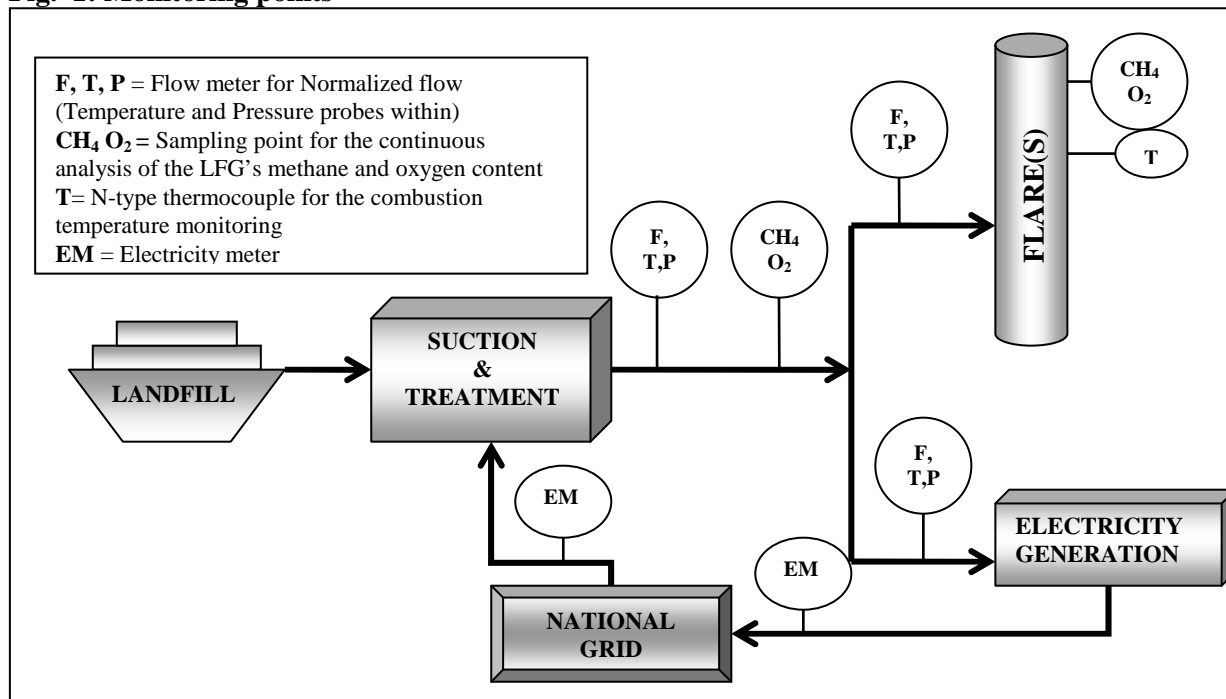 F, T, P = Flow meter for Normalized flow
(Temperature and Pressure probes within)
CH4 O2 = Sampling point for the continuous
analysis of the LFG's methane and oxygen content
T= N-type thermocouple for the combustion
temperature monitoring
EM = Electricity meter
LANDFILL
SUCTION
&
TREATMENT
F,
T,P
CH4
O2
F,
T,P
FLARE(S)
CH4
O2
T
F,
T,P
ELECTRICITY
GENERATION
EM
EM
NATIONAL
GRID